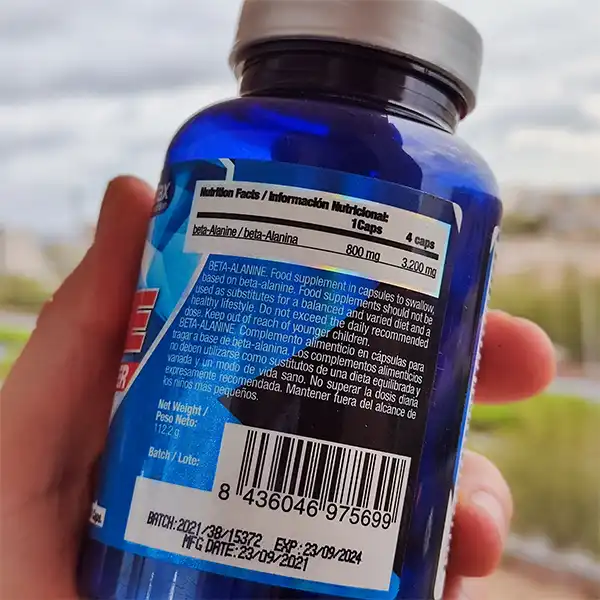 Nutrition Facts / Información Nutricional:
1Caps 4 caps
beta-Alanine / beta-Alanina 800 mg 3,200 mg
BETA-ALANINE. Food supplement in capsules to swallow,
based on beta-alanine. Food supplements should not be
used as substitutes for a balanced and varied diet and a
healthy lifestyle. Do not exceed the daily recommended
dose. Keep out of reach of younger children.
BETA-ALANINE. Complemento alimenticio en cápsulas para
tragar a base de beta-alanina. Los complementos alimenticios
no deben utilizarse como sustitutos de una dieta equilibrada y
variada y un modo de vida sano. No superar la dosis diaria
expresamente recomendada. Mantener fuera del alcance de
los niños más pequeños.
Net Weight /
Peso Neto:
112,2 g
Batch / Lote:
8 436046 975699
BATCH:2021/38/15372 EXP:23/09/2024
MFG DATE:23/09/2021